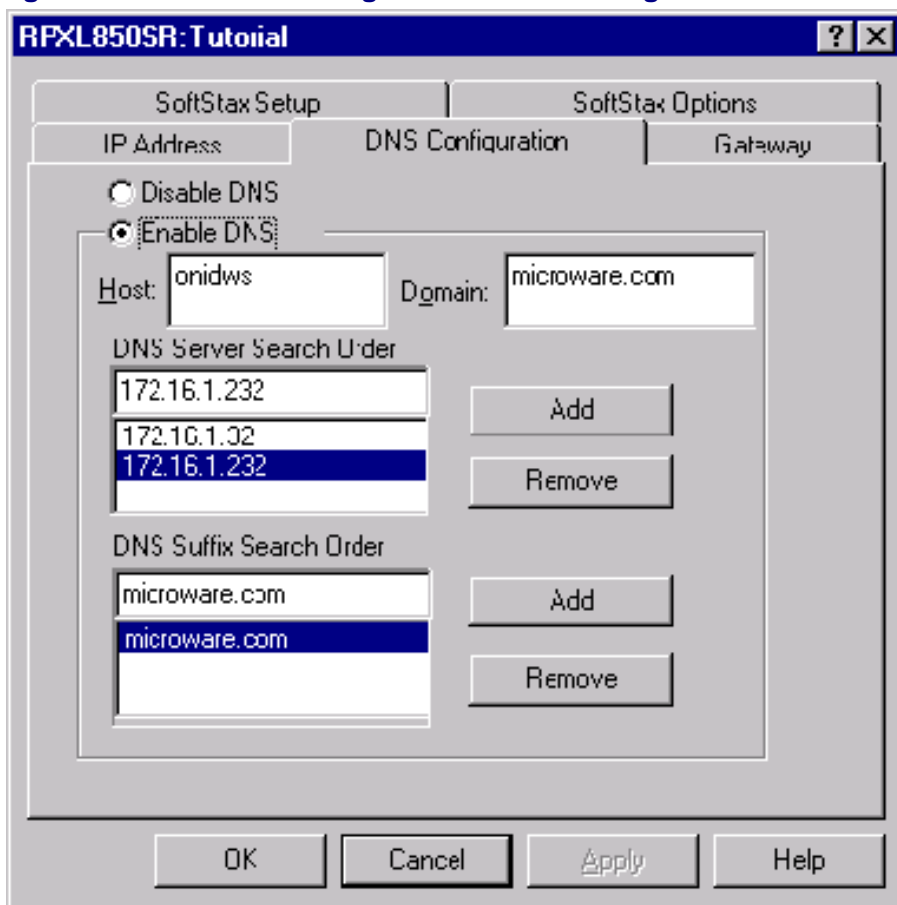 RPXL850SR: Tutorial
SoftStax Setup SoftStax Options
IP Address DNS Configuration Gateway
Disable DNS
Enable DNS
Host: onidws Domain: microware.com
DNS Server Search Order
172.16.1.232 Add
172.16.1.32
172.16.1.232 Remove
DNS Suffix Search Order
microware.com Add
microware.com
Remove
OK Cancel Apply Help